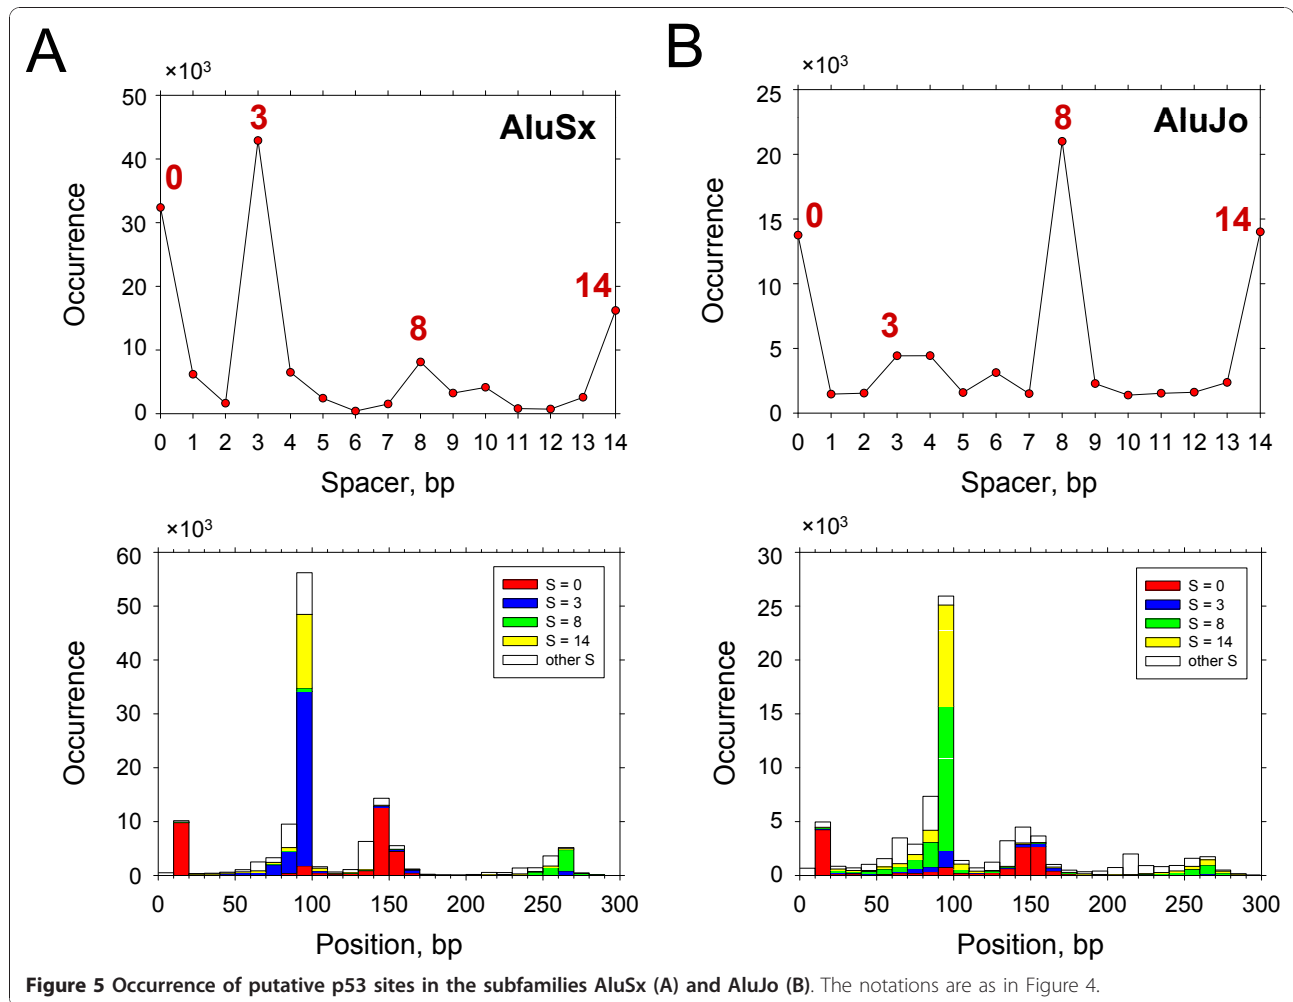 A
×10³
50
40
30
20
10
0
Occurrence
AluSx
0
3
8
14
0 1 2 3 4 5 6 7 8 9 10 11 12 13 14
Spacer, bp
B
×10³
25
20
15
10
5
0
Occurrence
AluJo
0
3
8
14
0 1 2 3 4 5 6 7 8 9 10 11 12 13 14
Spacer, bp
×10³
60
50
40
30
20
10
0
Occurrence
S = 0
S = 3
S = 8
S = 14
other S
0 50 100 150 200 250 300
Position, bp
×10³
30
25
20
15
10
5
0
Occurrence
S = 0
S = 3
S = 8
S = 14
other S
0 50 100 150 200 250 300
Position, bp
Figure 5 Occurrence of putative p53 sites in the subfamilies AluSx (A) and AluJo (B). The notations are as in Figure 4.